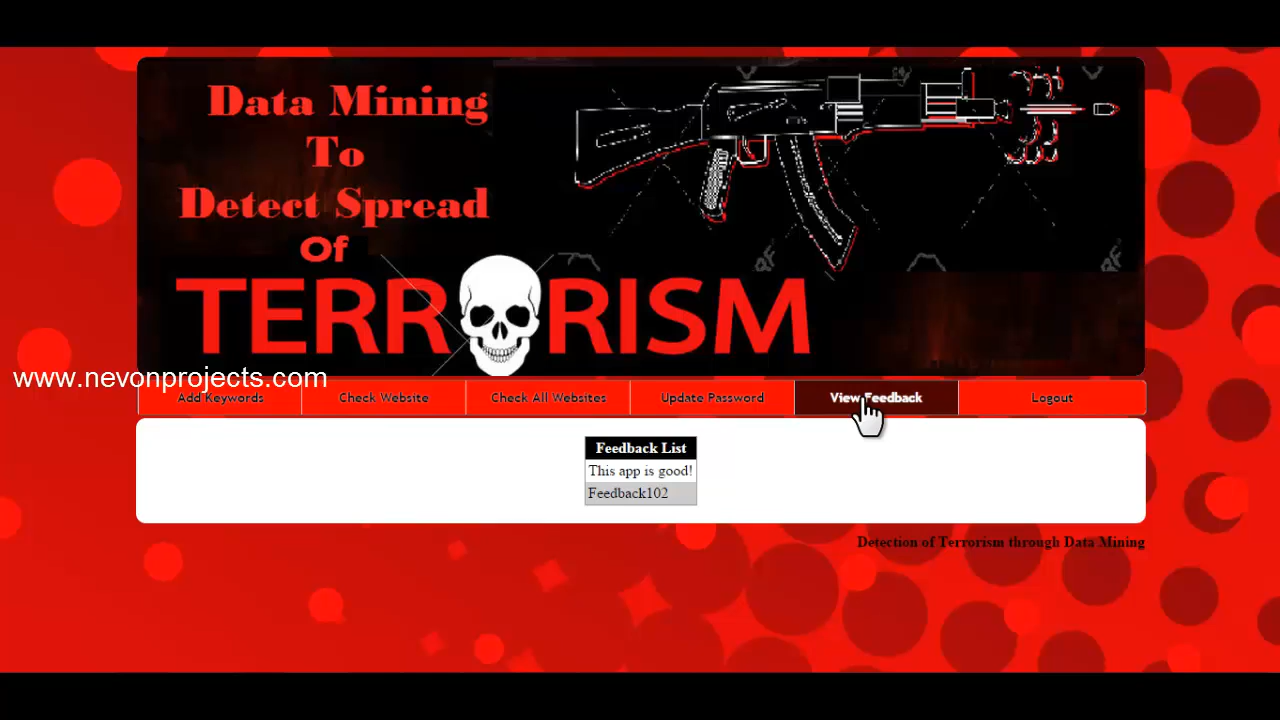 Data Mining
To
Detect Spread
Of
TERRORISM
www.nevonprojects.com
Add Keywords
Check Website
Check All Websites
Update Password
View Feedback
Logout
Feedback List
This app is good!
Feedback102
Detection of Terrorism through Data Mining